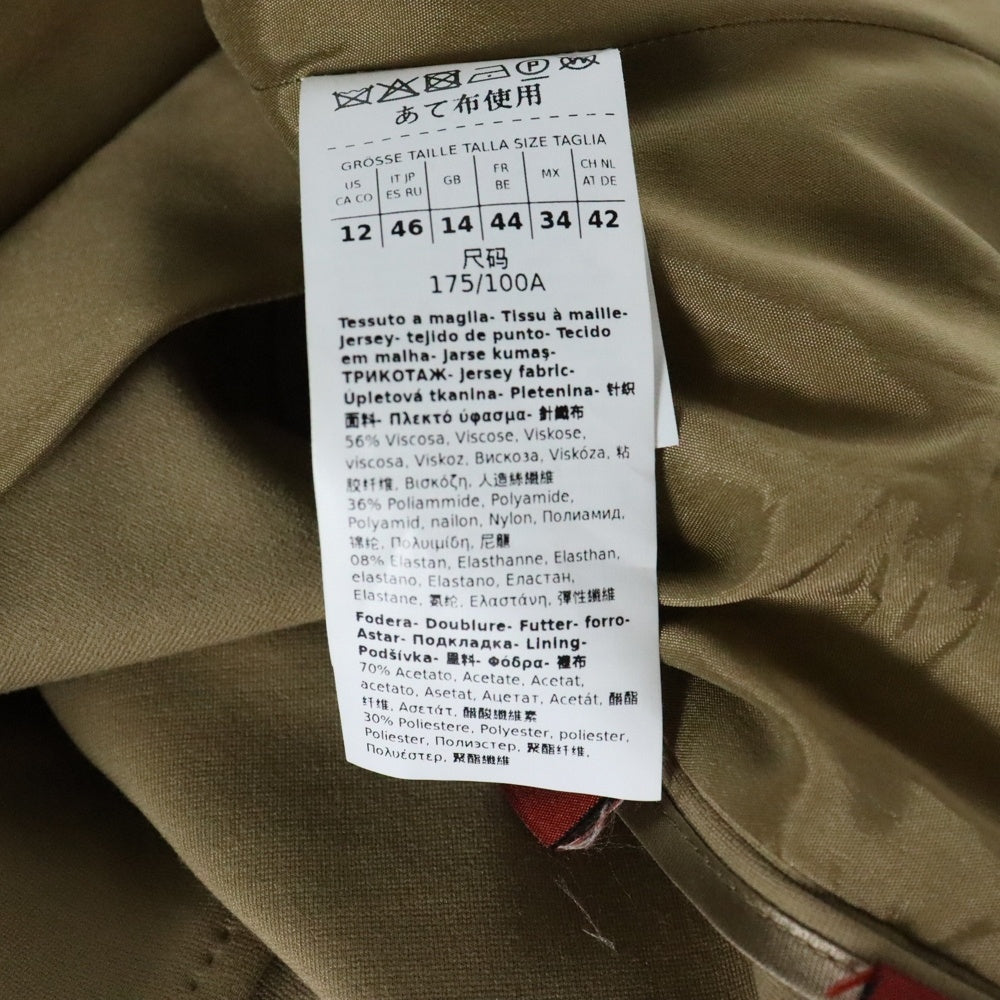 P
あて布使用
GRÖSSE TAILLE TALLA SIZE TAGLIA
US CA CO IT JP ES RU GB FR BE MX CH NL AT DE
12 46 14 44 34 42
尺码
175/100A
Tessuto a maglia- Tissu à maille-
Jersey- tejido de punto- Tecido
em malha- Jarse kumaş-
ТРИКОТАЖ- Jersey fabric-
Úpletová tkanina- Pletenina- 针织
面料- Πλεκτό ύφασμα- 針織布
56% Viscosa, Viscose, Viskose,
viscosa, Viskoz, Вискоза, Viskóza, 粘
胶纤维, Βισκόζη, 人造絲纖維
36% Poliammide, Polyamide,
Polyamid, nailon, Nylon, Полиамид,
锦纶, Πολυιμίδη, 尼龍
08% Elastan, Elasthanne, Elasthan,
elastano, Elastano, Еластан,
Elastane, 氨纶, Ελαστάνη, 彈性纖維
Fodera- Doublure- Futter- forro-
Astar- Подкладка- Lining-
Podšívka- 里料- Φόδρα- 裡布
70% Acetato, Acetate, Acetat,
acetato, Asetat, Ацетат, Acetát, 醋酯
纤维, Ασετάτ, 醋酸纖維素
30% Poliestere, Polyester, poliester,
Poliester, Полиэстер, 聚酯纤维,
Πολυέστερ, 聚酯纖維